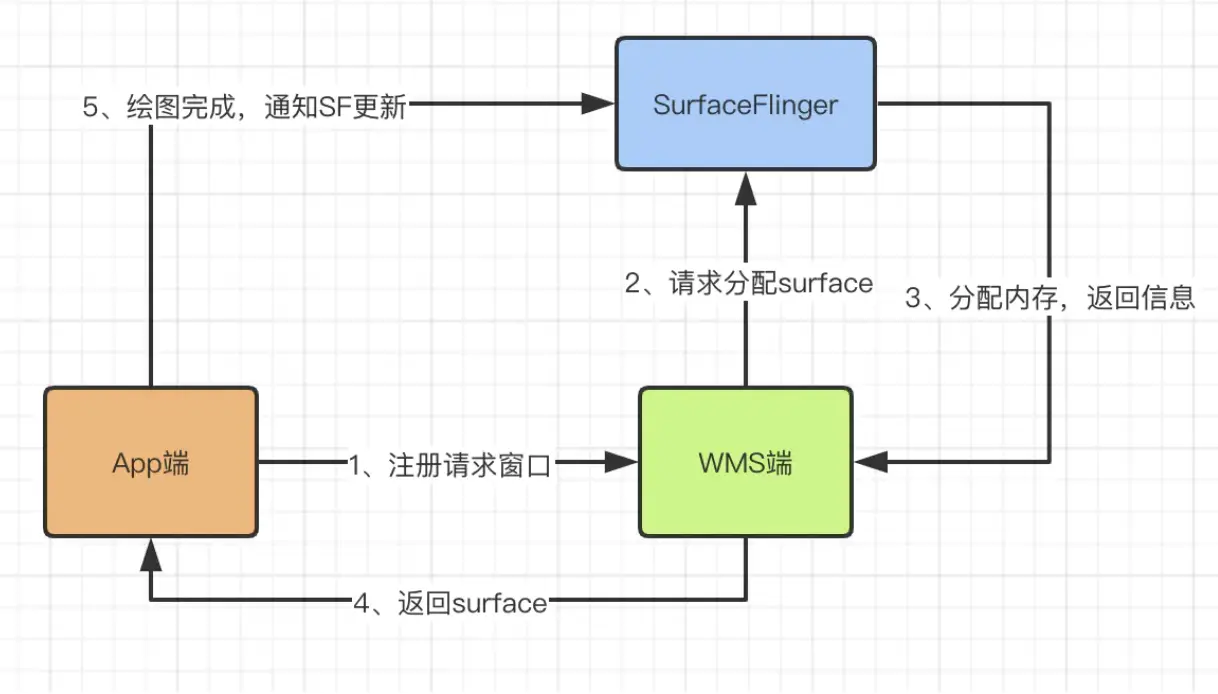 5、绘图完成，通知SF更新
SurfaceFlinger
2、请求分配surface
3、分配内存，返回信息
App端
1、注册请求窗口
WMS端
4、返回surface